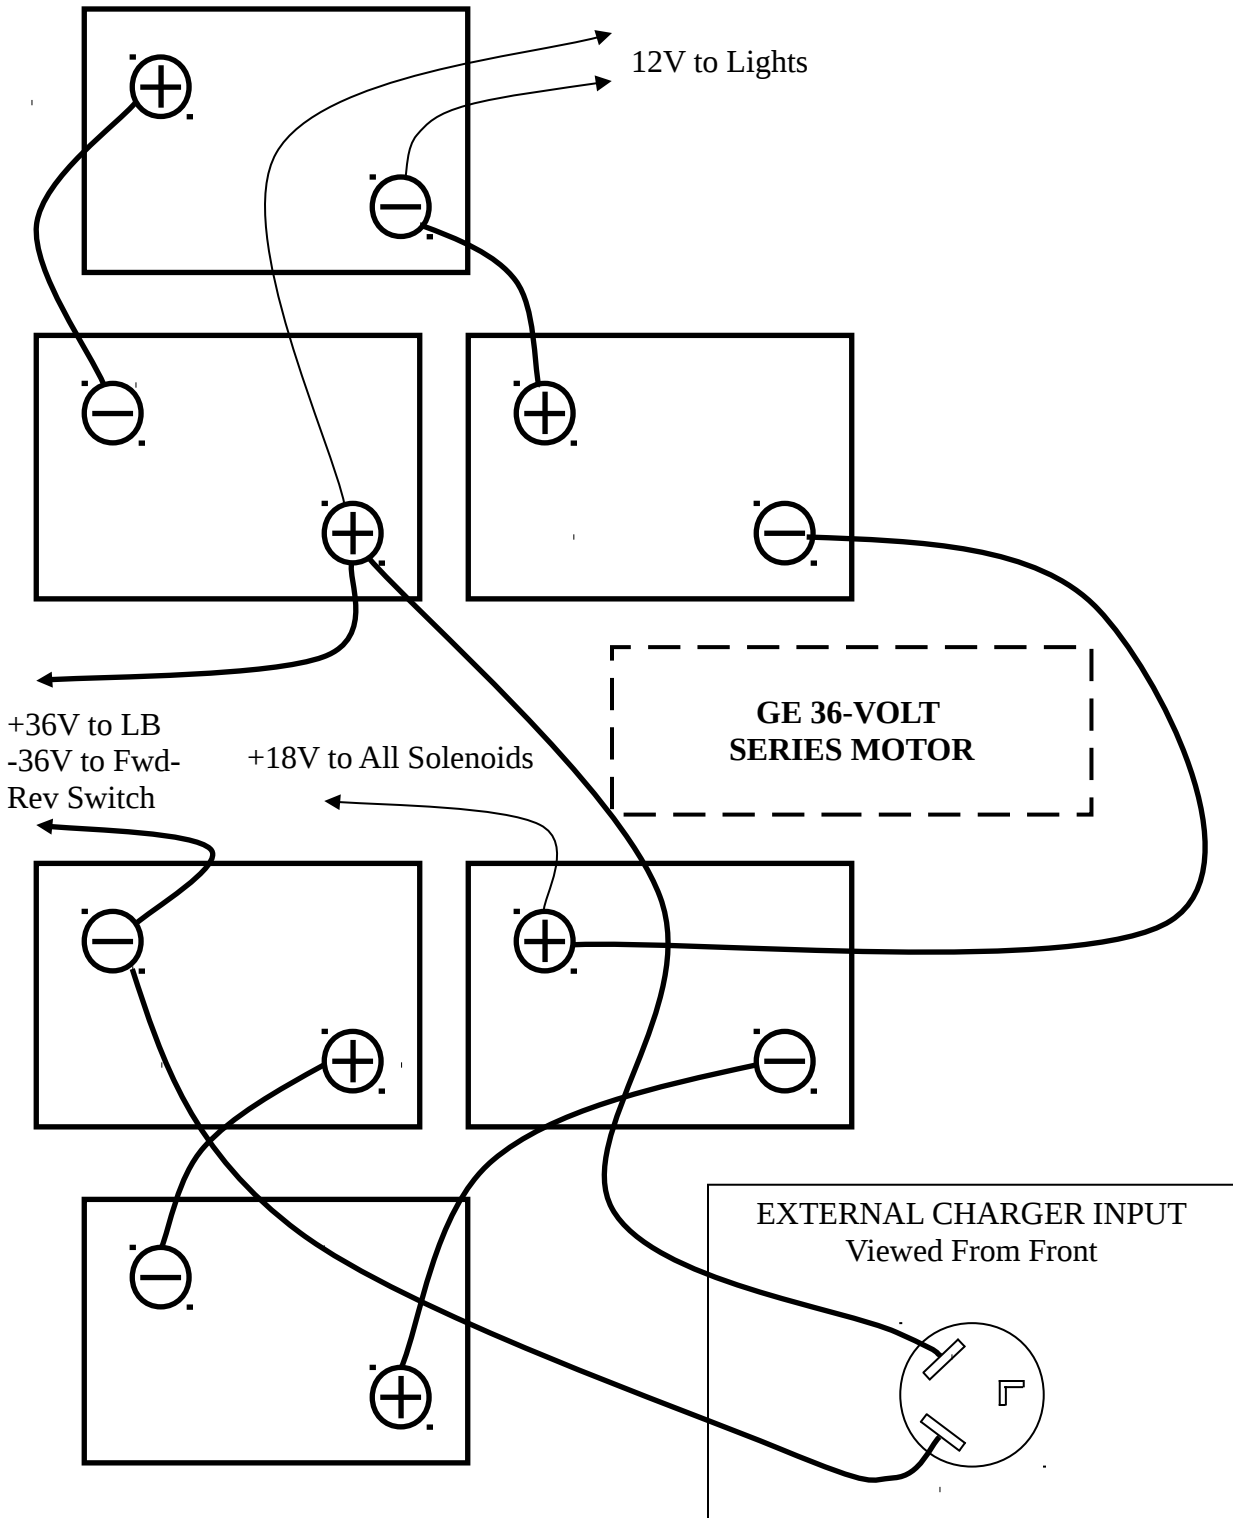 12V to Lights
GE 36-VOLT
SERIES MOTOR
+36V to LB
-36V to Fwd-
Rev Switch
+18V to All Solenoids
EXTERNAL CHARGER INPUT
Viewed From Front